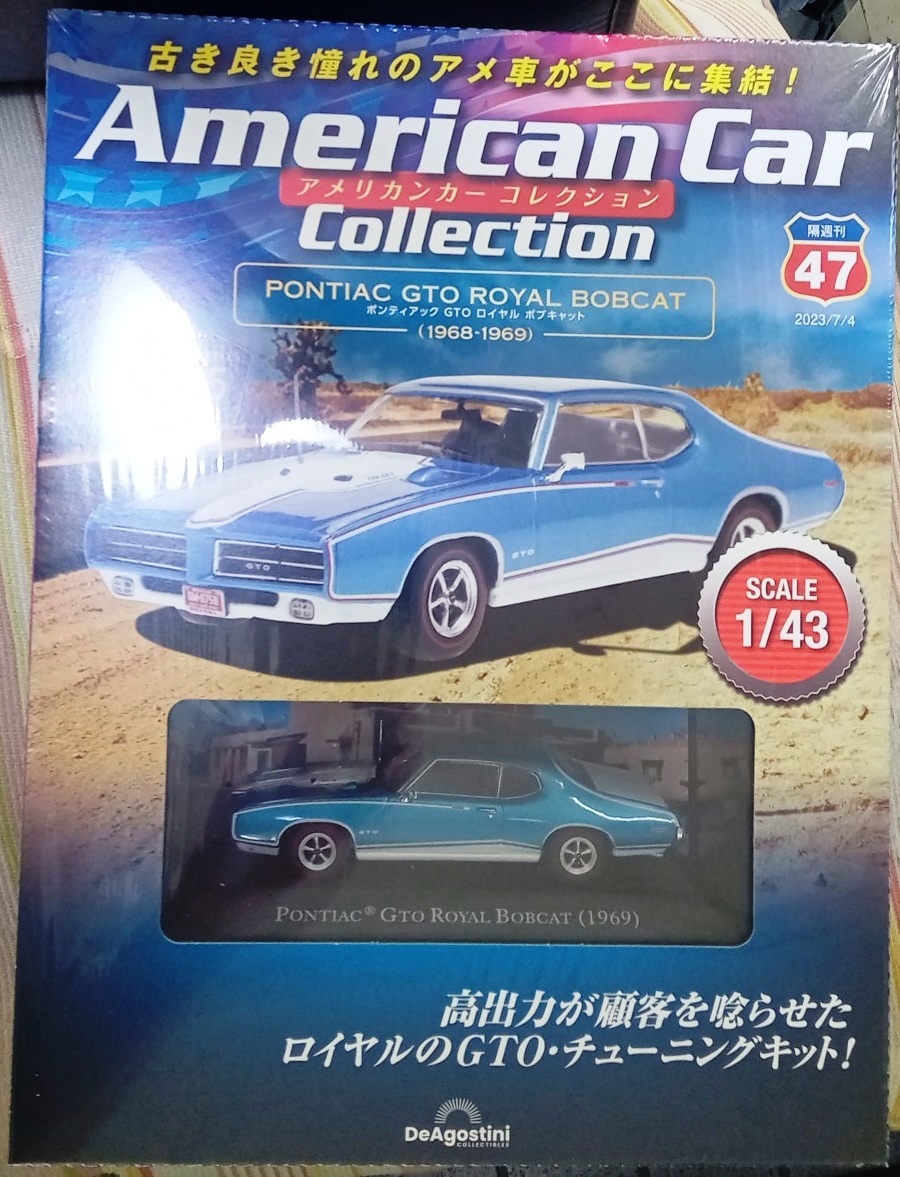 古き良き憧れのアメ車がここに集結！
American Car
アメリカンカー コレクション
Collection
隔週刊
47
2023/7/4
PONTIAC GTO ROYAL BOBCAT
ポンティアック GTO ロイヤル ボブキャット
(1968-1969)
GTO
GTO
SCALE
1/43
GTO
PONTIAC® GTO ROYAL BOBCAT (1969)
高出力が顧客を唸らせた
ロイヤルのGTO・チューニングキット！
DeAgostini
COLLECTIBLES